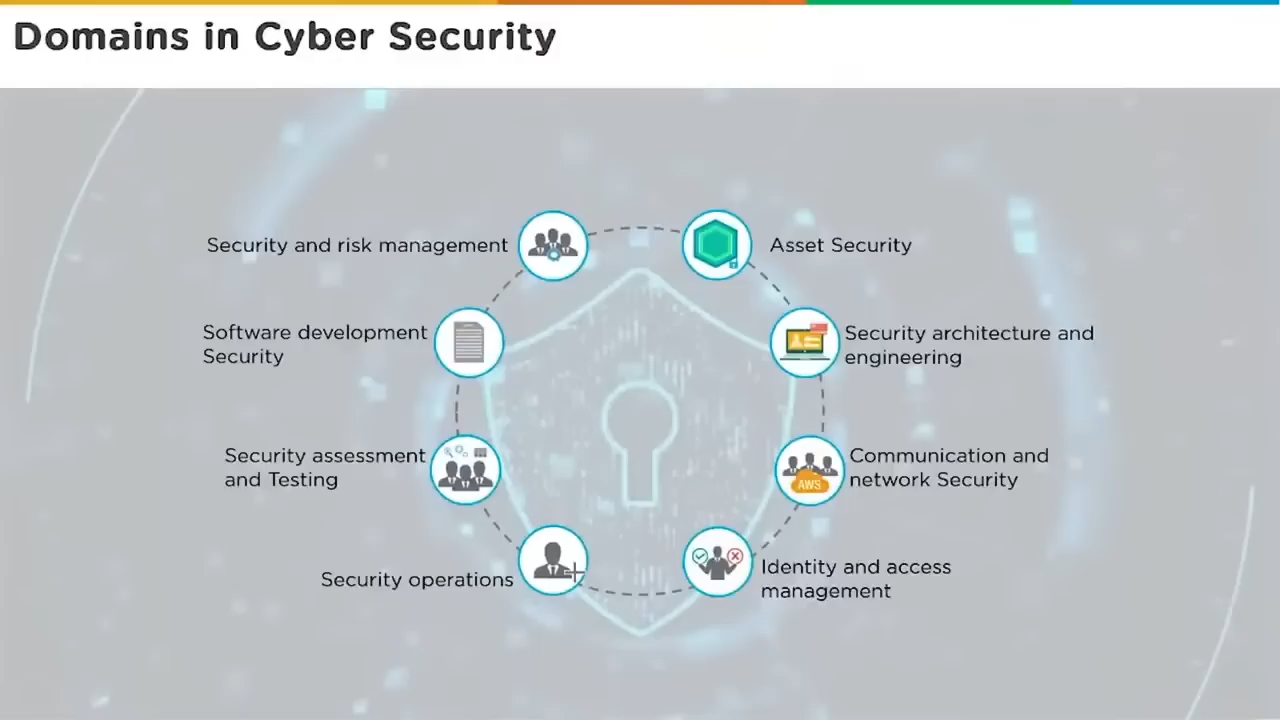 Domains in Cyber Security
Security and risk management
Asset Security
Software development
Security
Security architecture and
engineering
Security assessment
and Testing
Communication and
network Security
AWS
Security operations
Identity and access
management